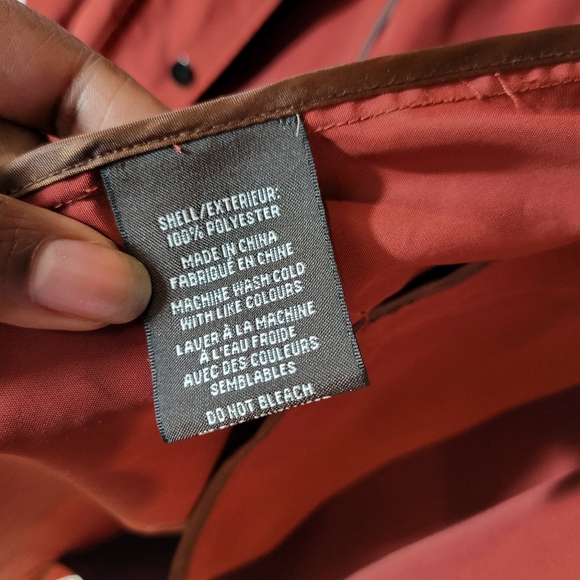 SHELL/EXTERIEUR:
100% POLYESTER
MADE IN CHINA
FABRIQUÉ EN CHINE
MACHINE WASH COLD
WITH LIKE COLOURS
LAVER À LA MACHINE
À L'EAU FROIDE
AVEC DES COULEURS
SEMBLABLES
DO NOT BLEACH